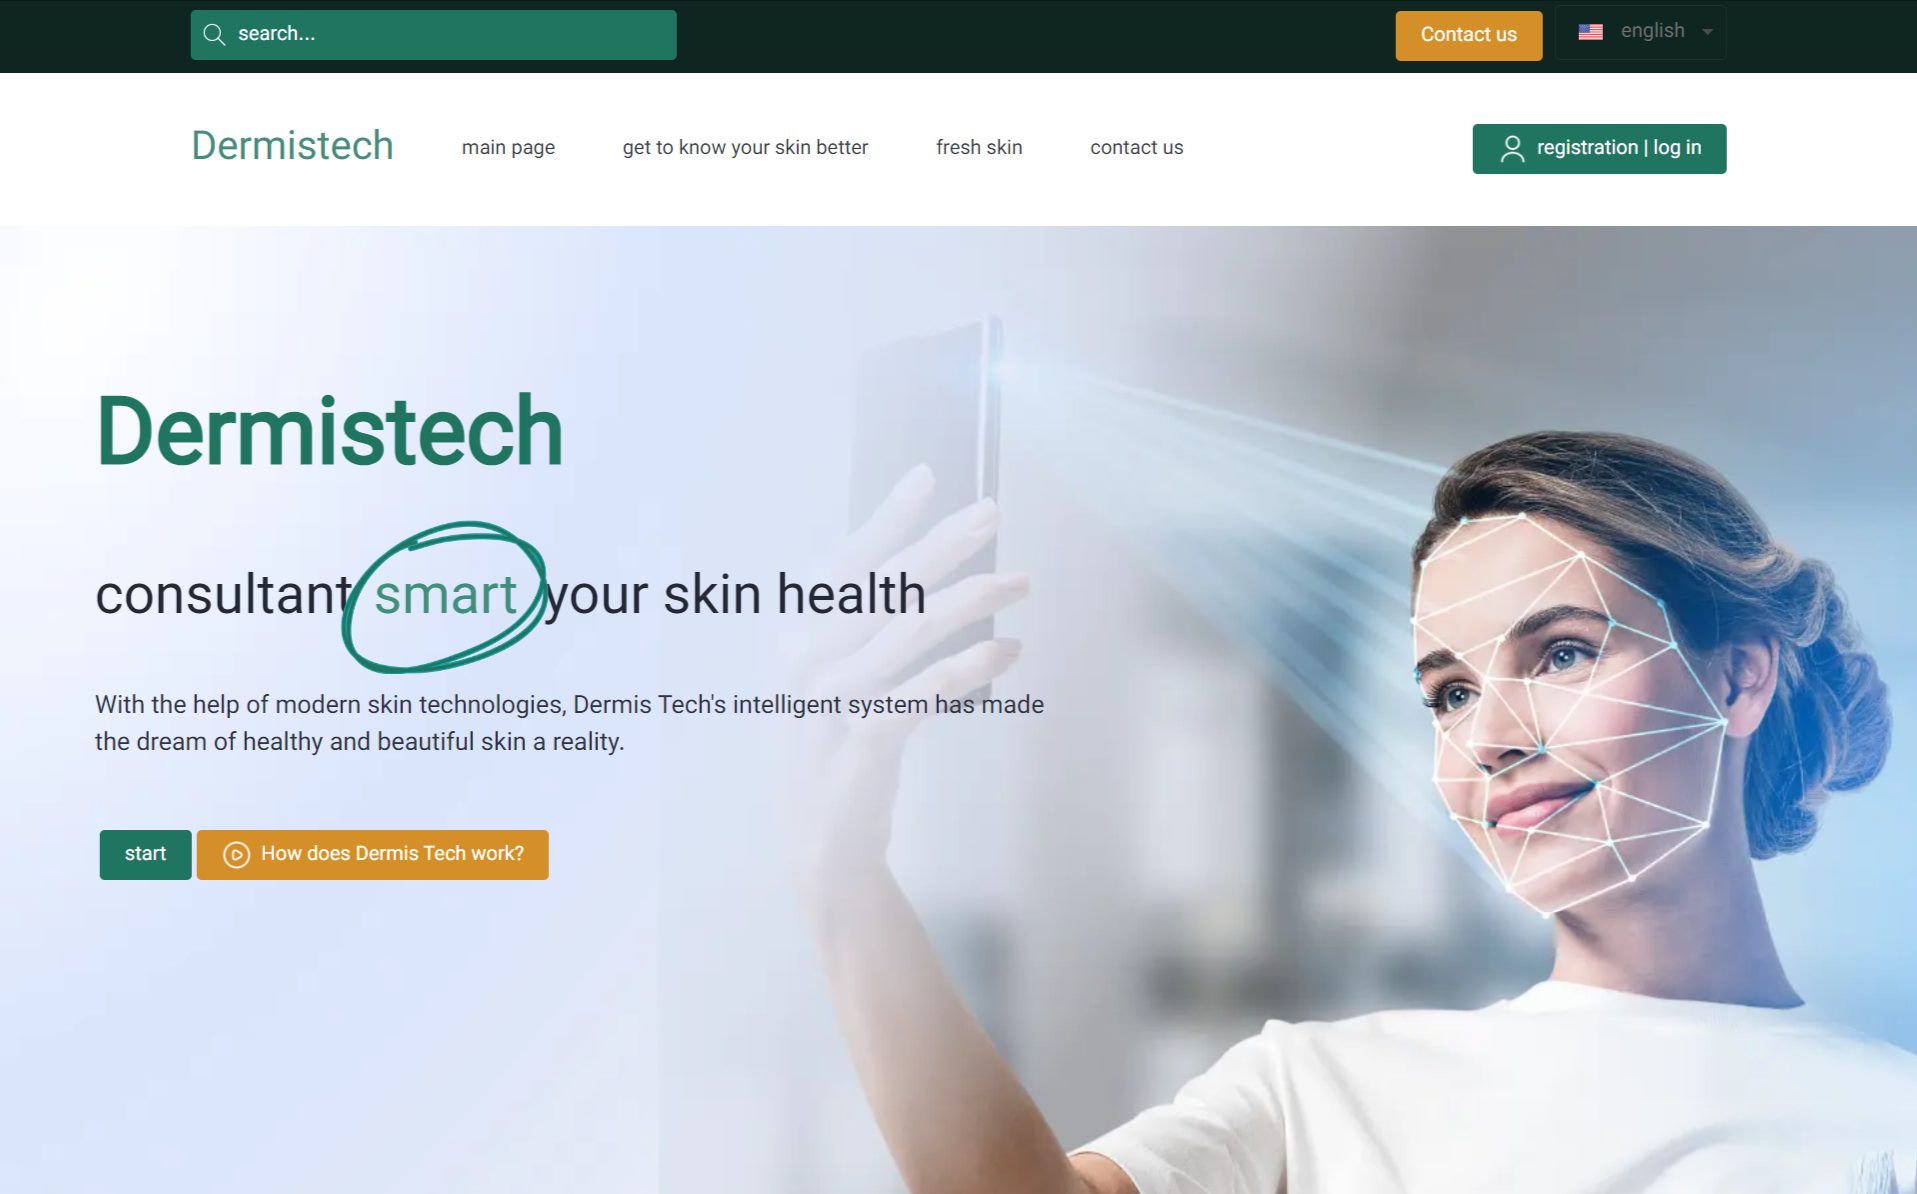 search...
Contact us
english
Dermistech
main page
get to know your skin better
fresh skin
contact us
registration | log in
Dermistech
consultant smart your skin health
With the help of modern skin technologies, Dermis Tech's intelligent system has made
the dream of healthy and beautiful skin a reality.
start
How does Dermis Tech work?